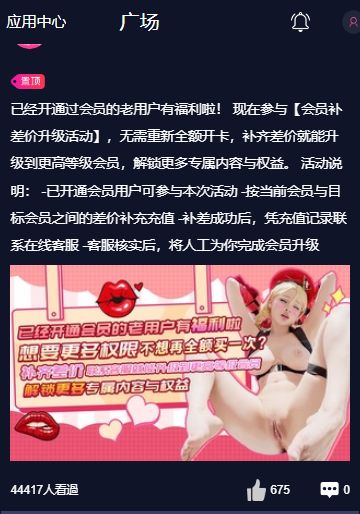 应用中心
广场
置顶
已经开通过会员的老用户有福利啦！ 现在参与【会员补
差价升级活动】，无需重新全额开卡，补齐差价就能升
级到更高等级会员，解锁更多专属内容与权益。 活动说
明： -已开通会员用户可参与本次活动 -按当前会员与目
标会员之间的差价补充充值 -补差成功后，凭充值记录联
系在线客服 -客服核实后，将人工为你完成会员升级
已经开通会员的老用户有福利啦
想要更多权限不想再全额买一次？
补齐差价
解锁更多专属内容与权益
44417人看過
675
0